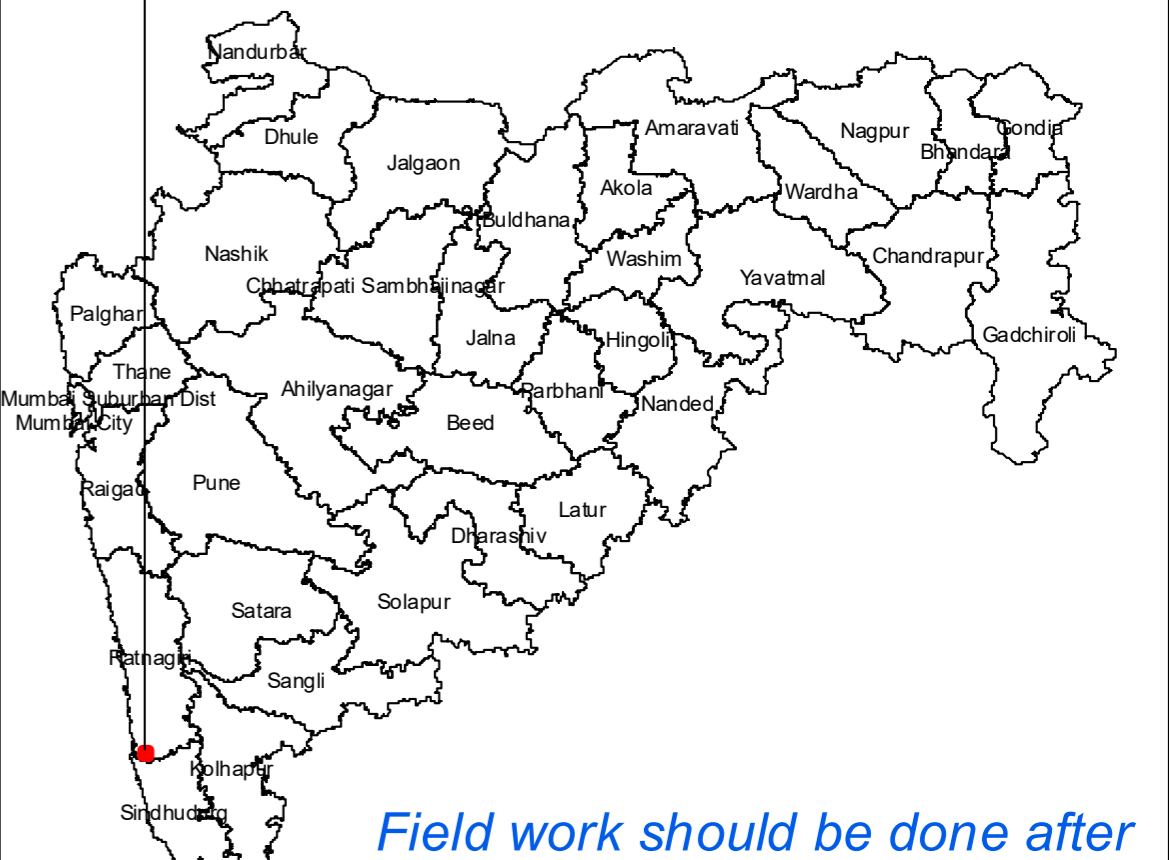 Nandurbar
Dhule
Jalgaon
Amaravati
Nagpur
Gondia
Bhandara
Akola
Wardha
Buldhana
Nashik
Washim
Chandrapur
Chhatrapati Sambhajinagar
Yavatmal
Palghar
Jalna
Hingoli
Gadchiroli
Thane
Ahilyanagar
Parbhani
Mumbai Suburban Dist
Nanded
Mumbai City
Beed
Raigad
Pune
Latur
Dharashiv
Satara
Solapur
Ratnagiri
Sangli
Kolhapur
Sindhudurg
Field work should be done after